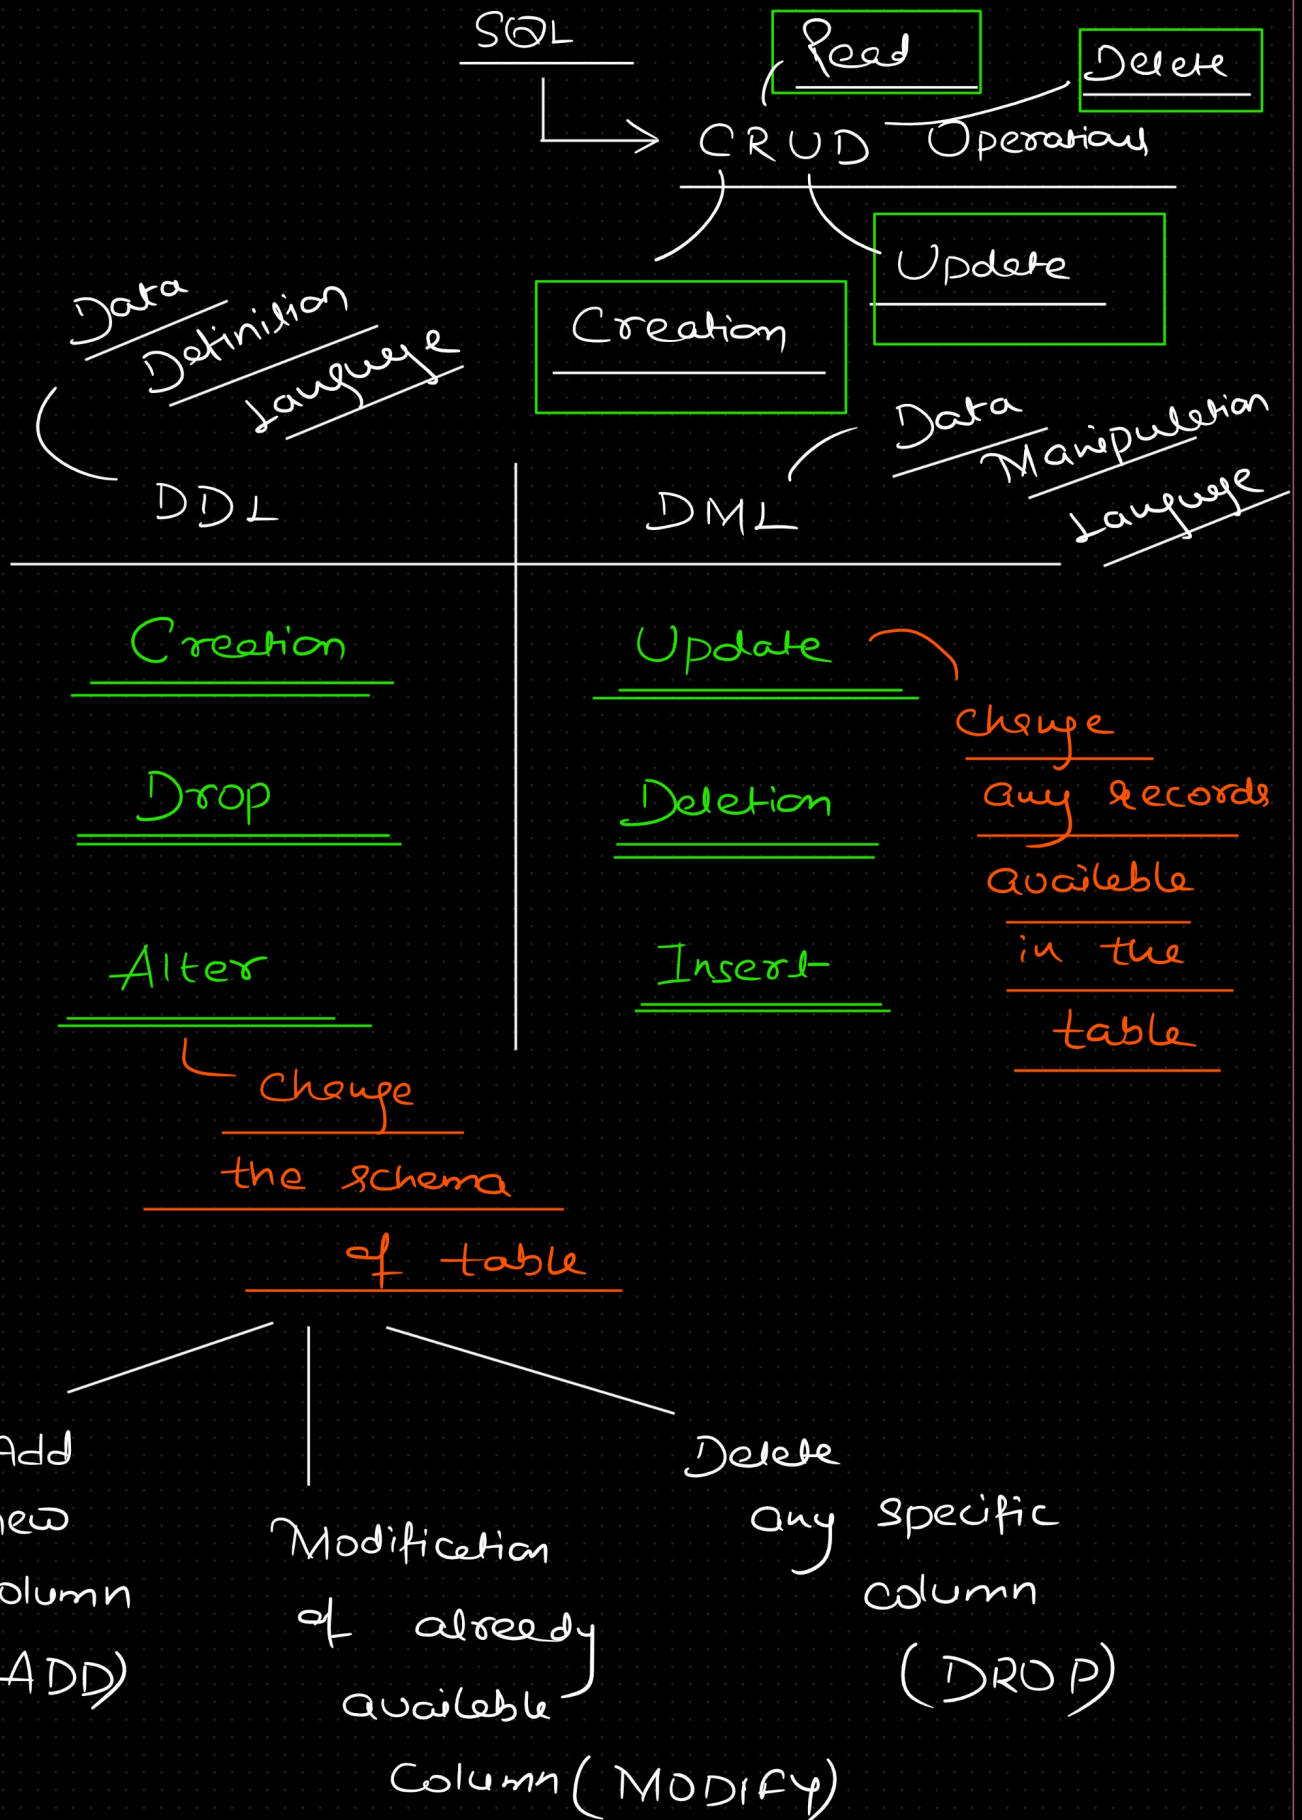 SQL
Read
Delete
CRUD Operations
Update
Creation
Data
Definition
Language
Data
Manipulation
Language
DDL
DML
Creation
Update
Change
any records
available
in the
table
Drop
Deletion
Alter
Insert
Change
the schema
of table
Add
new
column
ADD)
Modification
of already
available
Column (MODIFY)
Delete
any specific
column
(DROP)